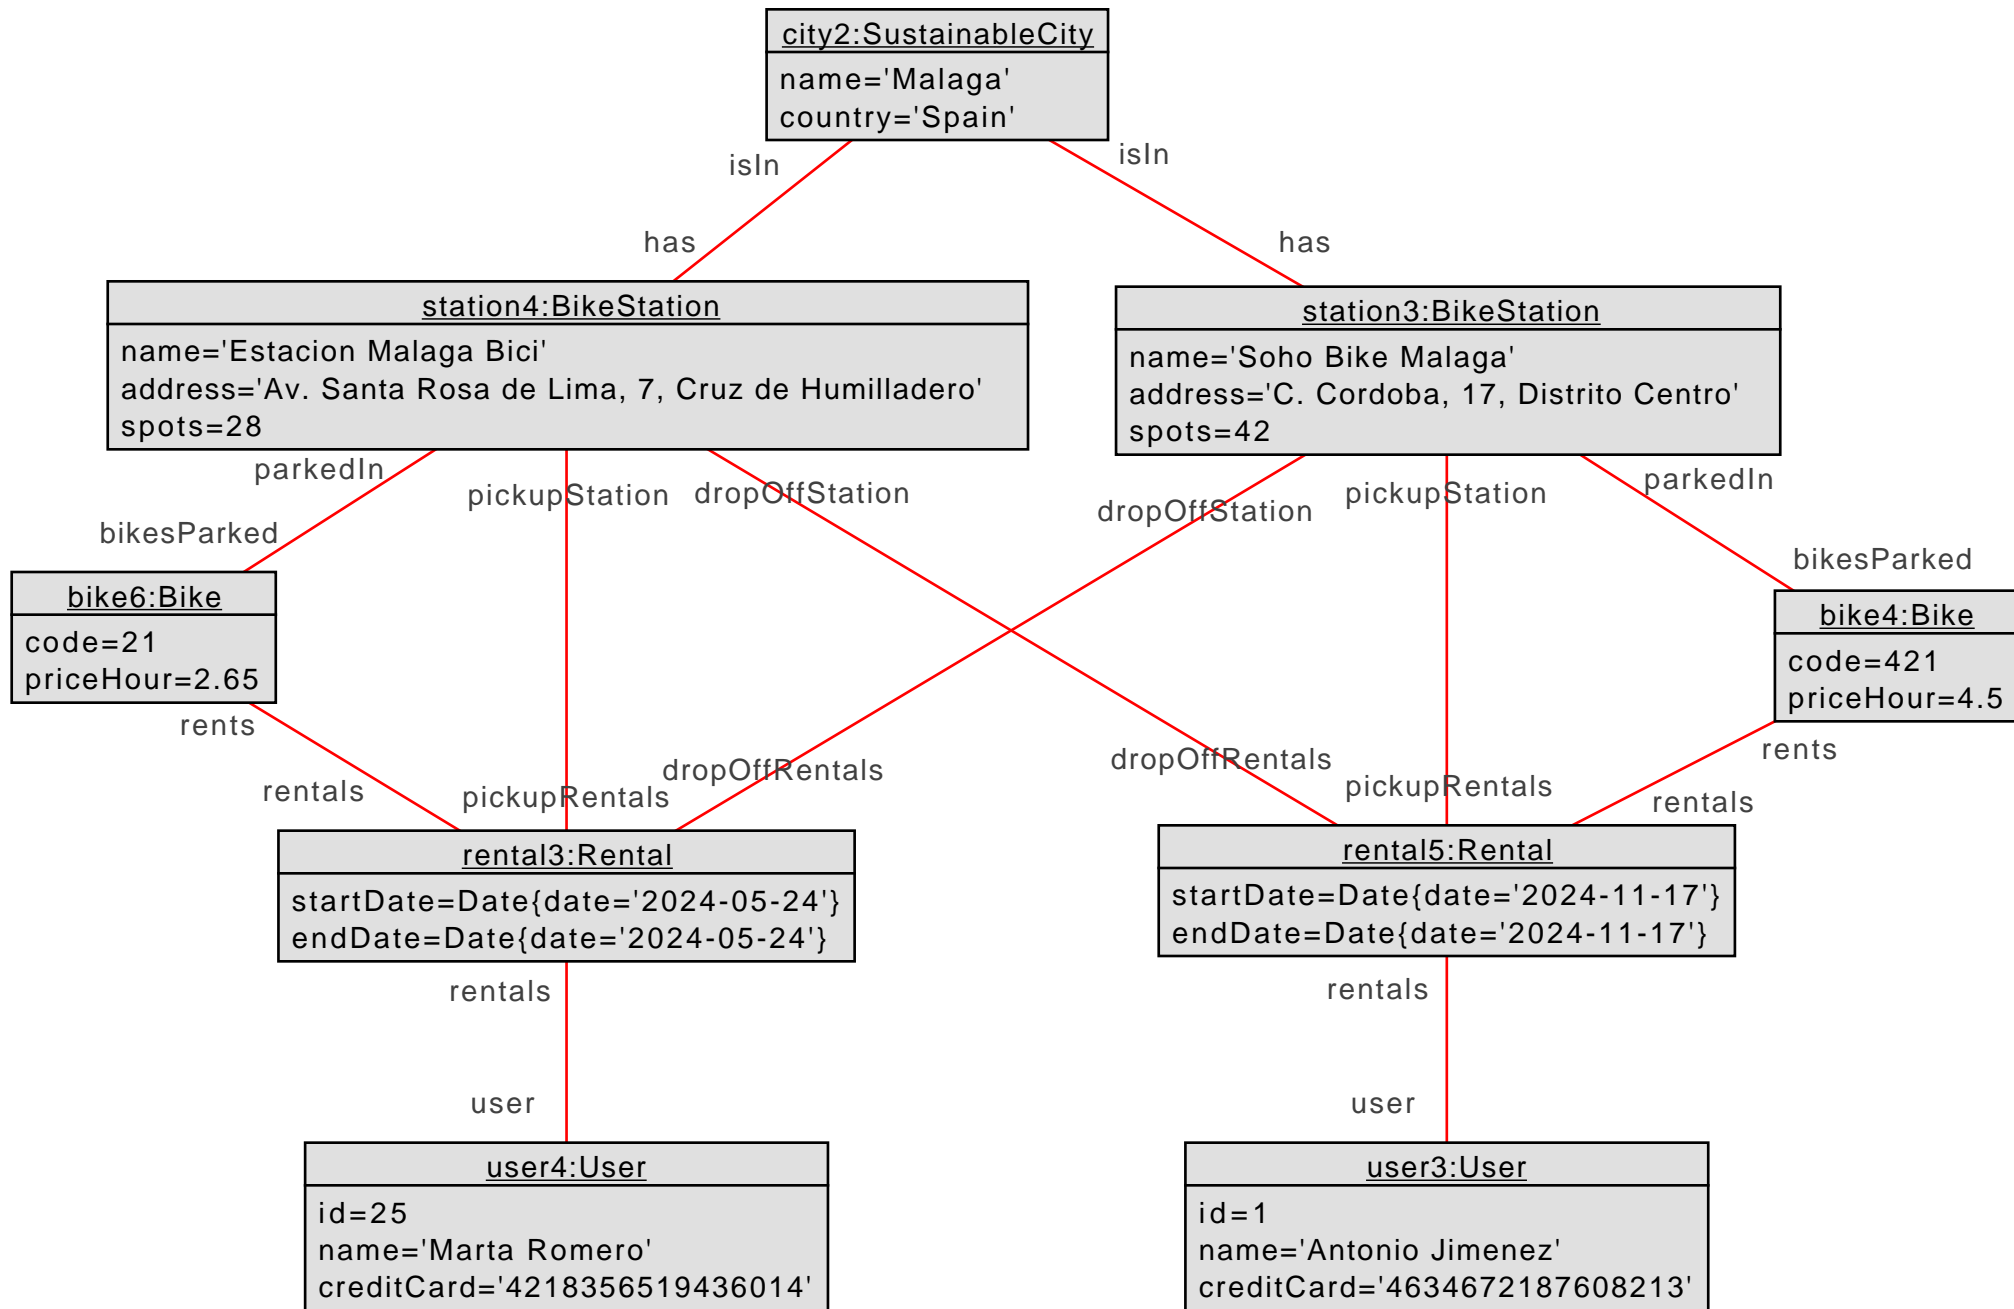 city2:SustainableCity
name='Malaga'
country='Spain'
isIn
isIn
has
has
station4:BikeStation
name='Estacion Malaga Bici'
address='Av. Santa Rosa de Lima, 7, Cruz de Humilladero'
spots=28
station3:BikeStation
name='Soho Bike Malaga'
address='C. Cordoba, 17, Distrito Centro'
spots=42
parkedIn
pickupStation
dropOffStation
dropOffStation
pickupStation
parkedIn
bikesParked
bikesParked
bike6:Bike
code=21
priceHour=2.65
bike4:Bike
code=421
priceHour=4.5
rents
rents
rentals
pickupRentals
dropOffRentals
dropOffRentals
pickupRentals
rentals
rental3:Rental
startDate=Date{date='2024-05-24'}
endDate=Date{date='2024-05-24'}
rental5:Rental
startDate=Date{date='2024-11-17'}
endDate=Date{date='2024-11-17'}
rentals
rentals
user
user
user4:User
id=25
name='Marta Romero'
creditCard='4218356519436014'
user3:User
id=1
name='Antonio Jimenez'
creditCard='4634672187608213'